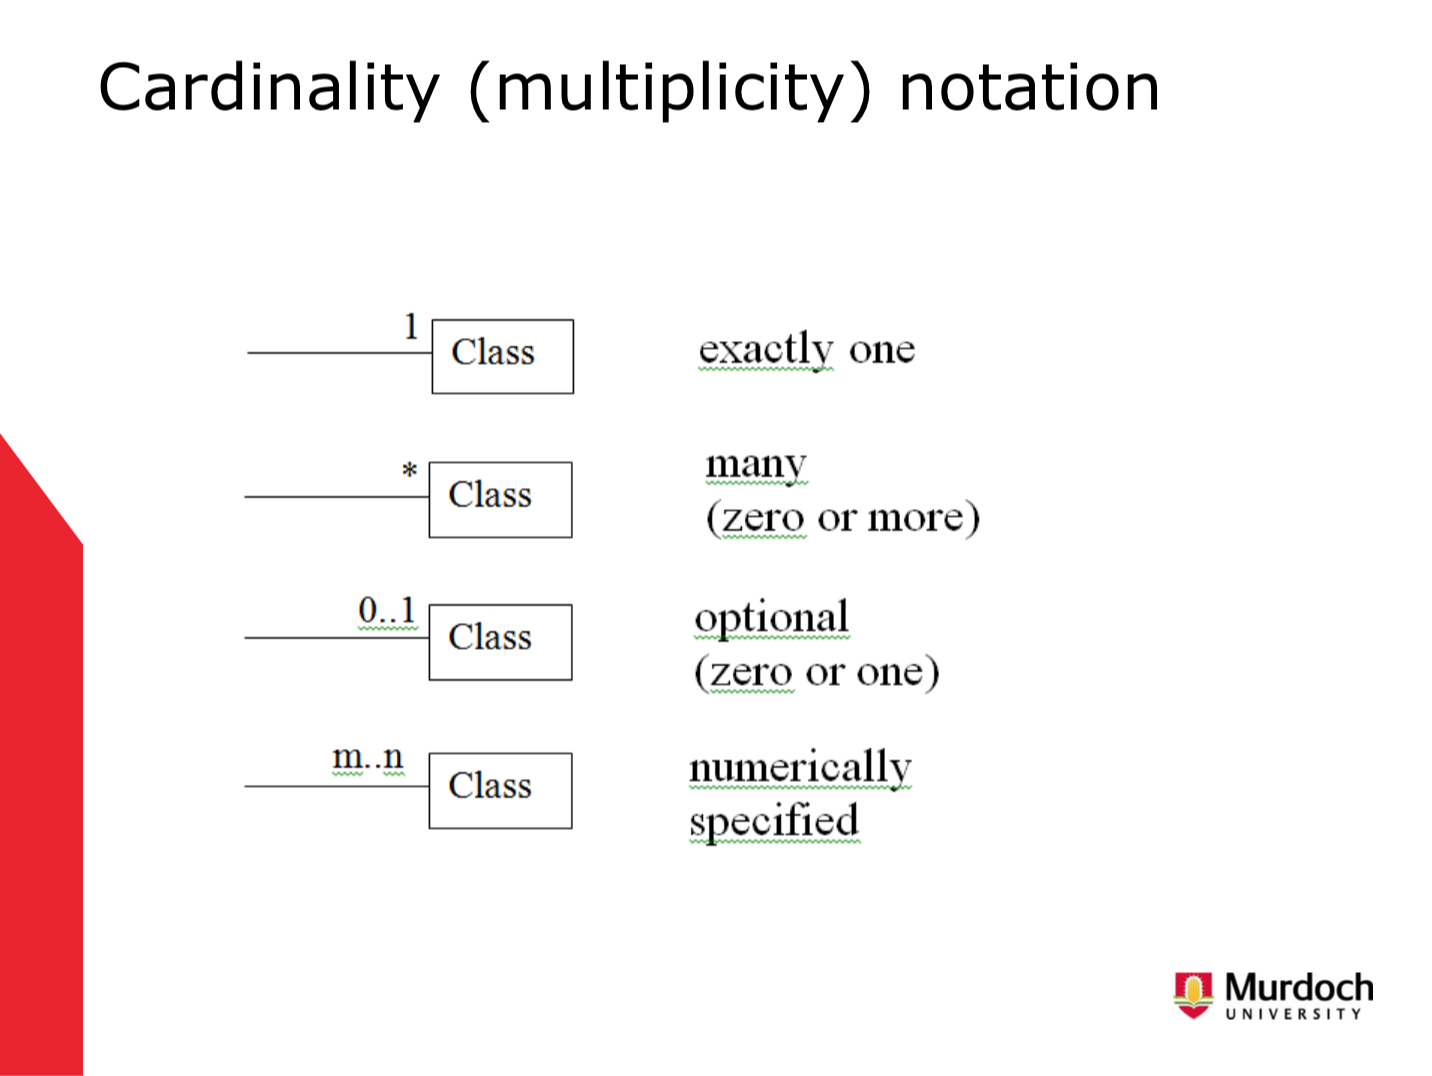 Cardinality (multiplicity) notation
1
Class
exactly one
*
Class
many
(zero or more)
0..1
Class
optional
(zero or one)
m..n
Class
numerically
specified
Murdoch
UNIVERSITY